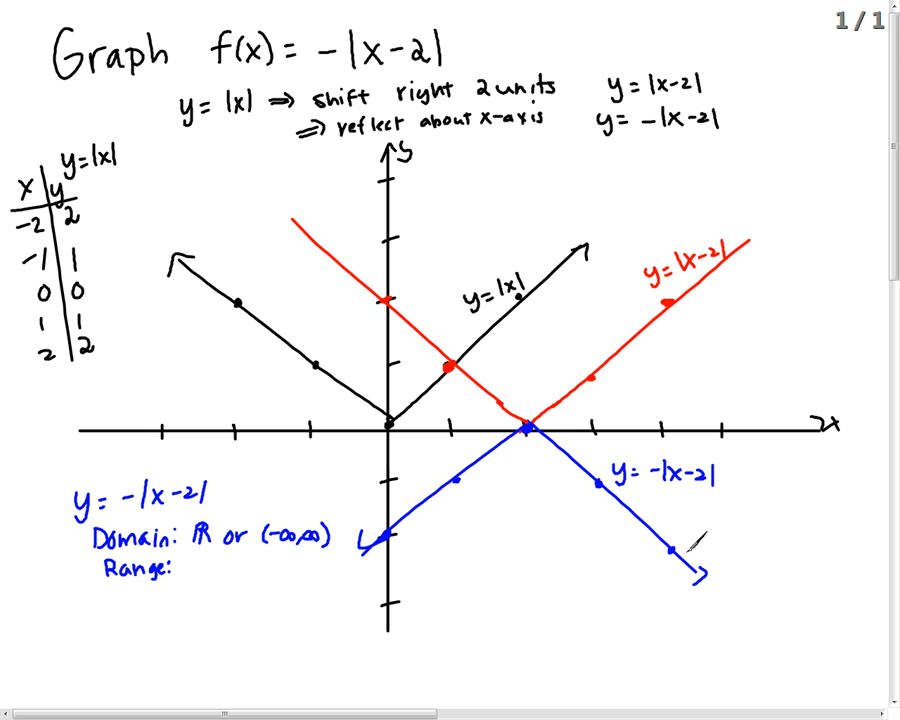 1 / 1
Graph f(x) = -|x-2|
y = |x| ⇒ shift right 2 units y = |x-2|
⇒ reflect about x-axis y = -|x-2|
y=|x|
x y
-2 2
-1 1
0 0
1 1
2 2
y
x
y=|x|
y=|x-2|
y = -|x-2|
y = -|x-2|
Domain: ℝ or (-∞,∞)
Range: